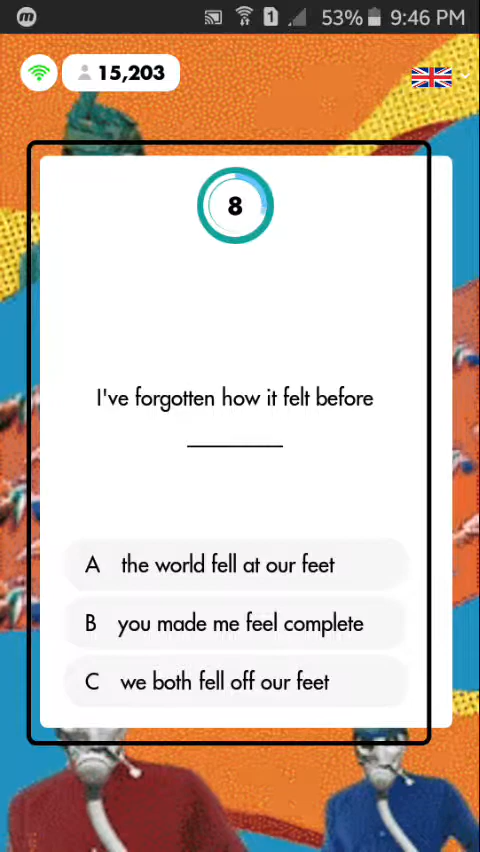 53% 9:46 PM
15,203
8
I've forgotten how it felt before
A the world fell at our feet
B you made me feel complete
C we both fell off our feet